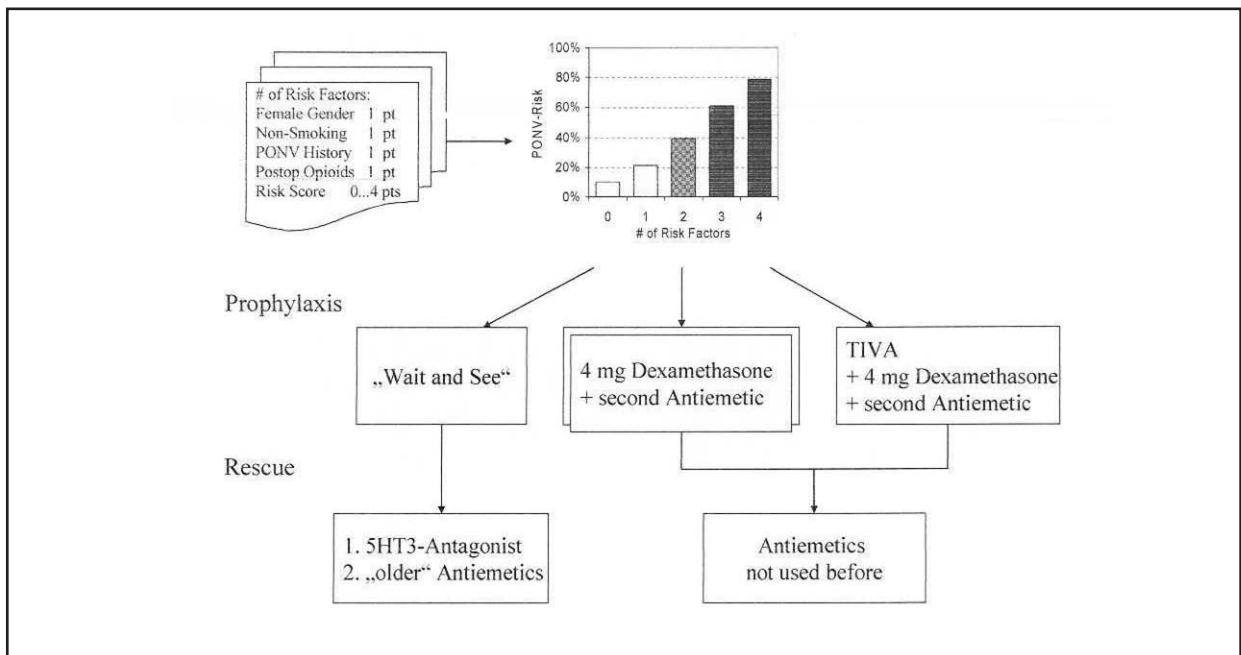 # of Risk Factors:
Female Gender 1 pt
Non-Smoking 1 pt
PONV History 1 pt
Postop Opioids 1 pt
Risk Score 0...4 pts
100%
80%
60%
40%
20%
0%
PONV-Risk
0 1 2 3 4
# of Risk Factors
Prophylaxis
„Wait and See“
4 mg Dexamethasone
+ second Antiemetic
TIVA
+ 4 mg Dexamethasone
+ second Antiemetic
Rescue
1. 5HT3-Antagonist
2. „older“ Antiemetics
Antiemetics
not used before